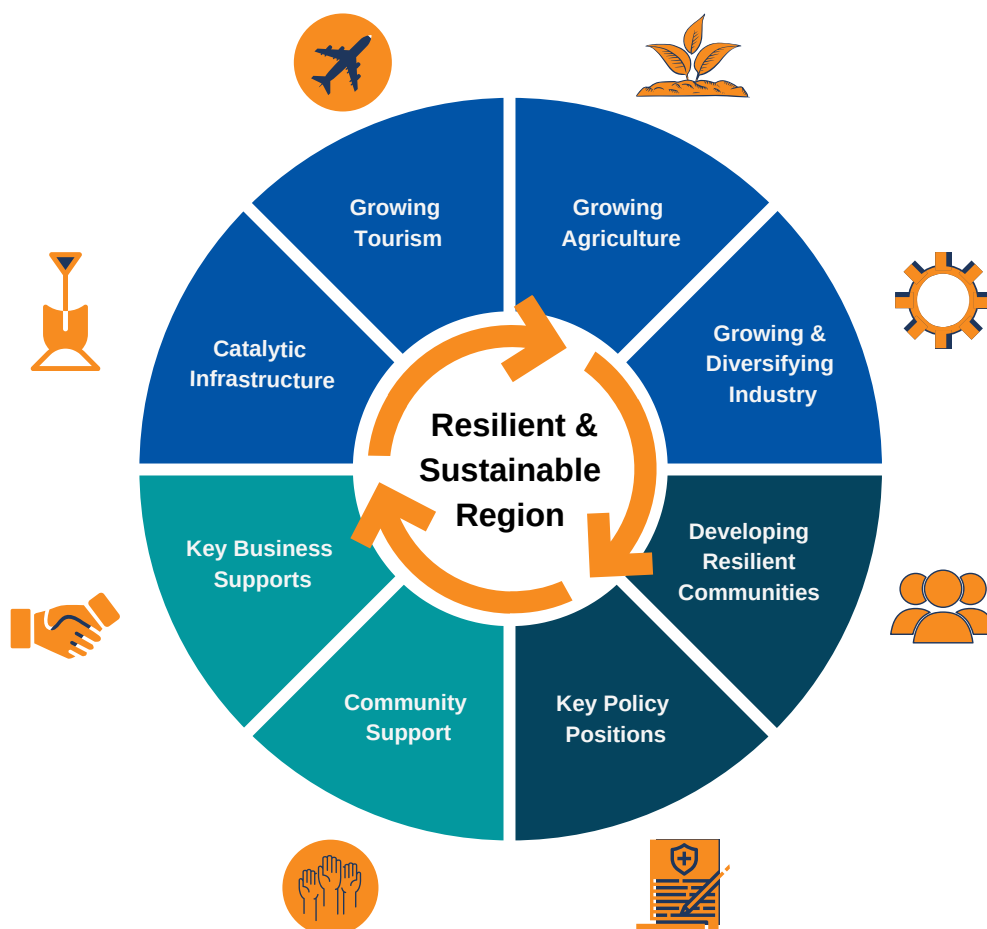 Growing
Tourism
Growing
Agriculture
Growing &
Diversifying
Industry
Developing
Resilient
Communities
Key Policy
Positions
Community
Support
Key Business
Supports
Catalytic
Infrastructure
Resilient &
Sustainable
Region